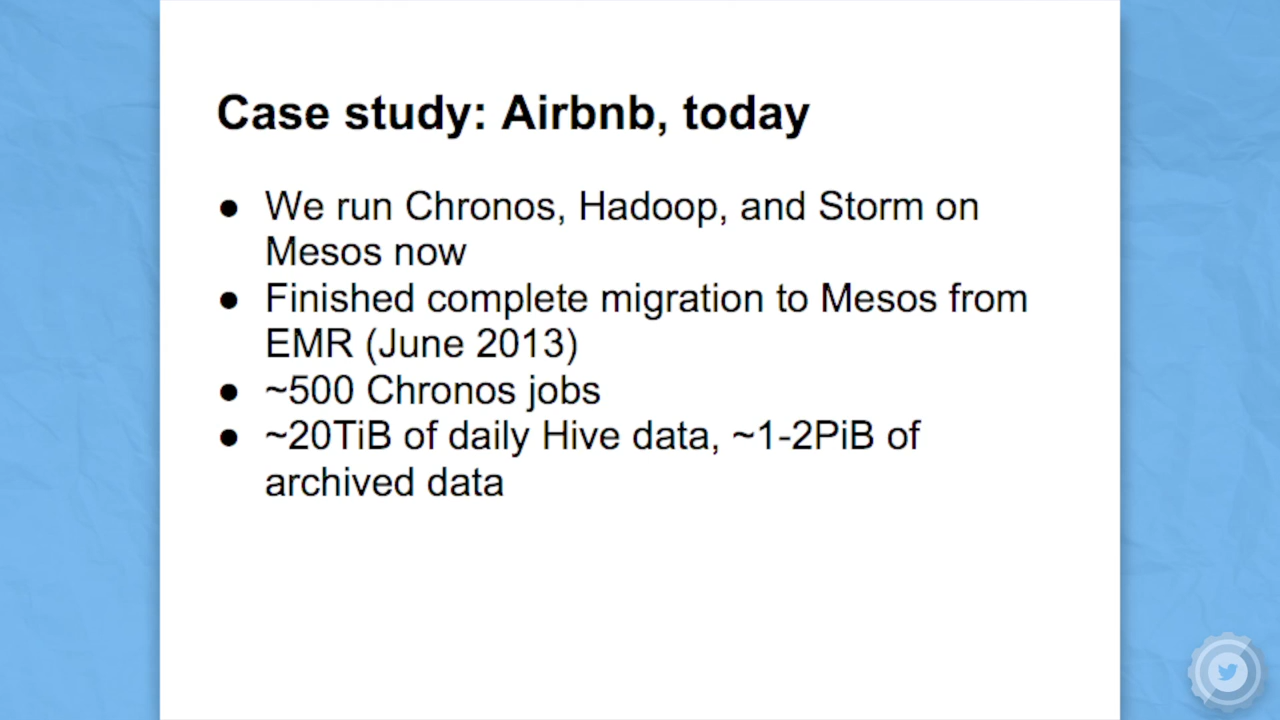 Case study: Airbnb, today
● We run Chronos, Hadoop, and Storm on
Mesos now
● Finished complete migration to Mesos from
EMR (June 2013)
● ~500 Chronos jobs
● ~20TiB of daily Hive data, ~1-2PiB of
archived data